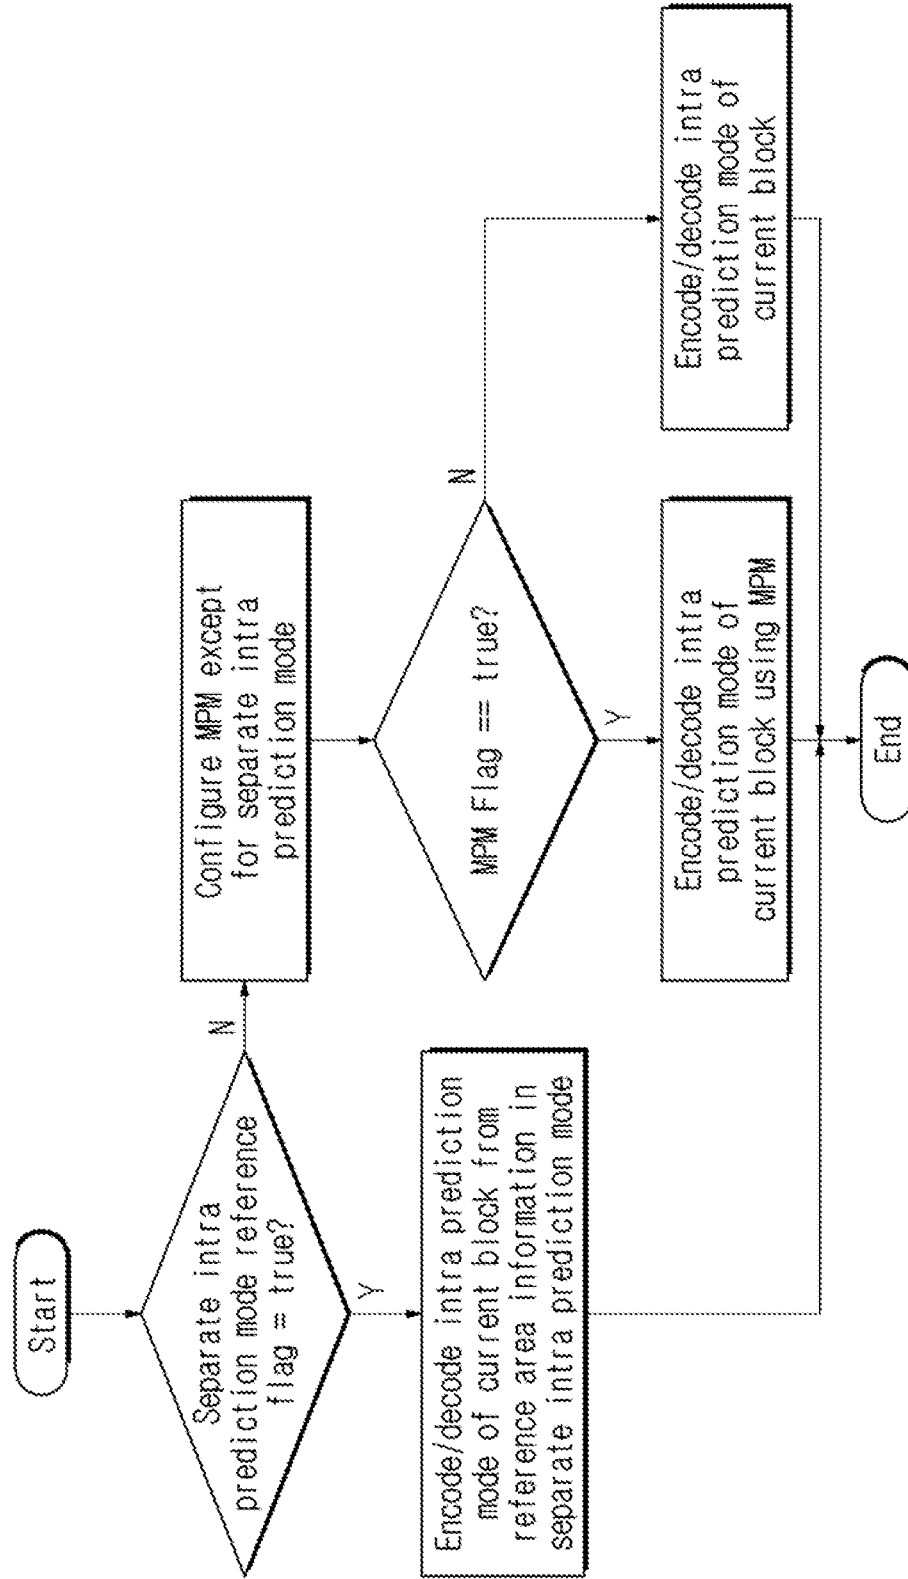 Start
Separate intra
prediction mode reference
flag = true?
N
Y
Encode/decode intra prediction
mode of current block from
reference area information in
separate intra prediction mode
Configure MPM except
for separate intra
prediction mode
MPM Flag == true?
N
Y
Encode/decode intra
prediction mode of
current block using MPM
Encode/decode intra
prediction mode of
current block
End